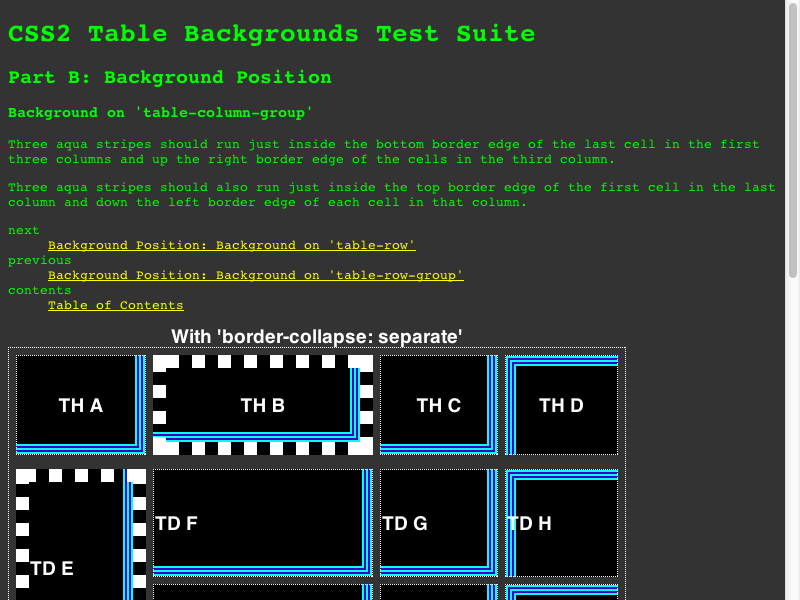 CSS2 Table Backgrounds Test Suite
Part B: Background Position
Background on 'table-column-group'
Three aqua stripes should run just inside the bottom border edge of the last cell in the first
three columns and up the right border edge of the cells in the third column.
Three aqua stripes should also run just inside the top border edge of the first cell in the last
column and down the left border edge of each cell in that column.
next
Background Position: Background on 'table-row'
previous
Background Position: Background on 'table-row-group'
contents
Table of Contents
With 'border-collapse: separate'
TH A TH B TH C TH D
TD F TD G TD H
TD E